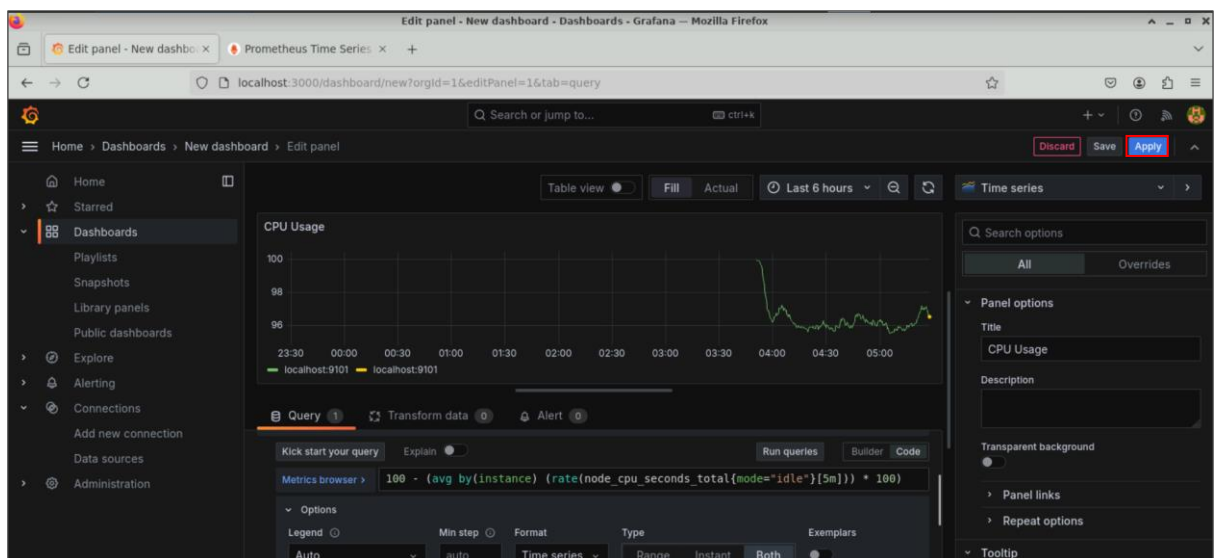 Edit panel - New dashboard - Dashboards - Grafana — Mozilla Firefox
Edit panel - New dashbo
Prometheus Time Series
localhost:3000/dashboard/new?orgId=1&editPanel=1&tab=query
Search or jump to...
ctrl+k
Home › Dashboards › New dashboard › Edit panel
Discard
Save
Apply
Home
Starred
Dashboards
Playlists
Snapshots
Library panels
Public dashboards
Explore
Alerting
Connections
Add new connection
Data sources
Administration
Table view
Fill
Actual
Last 6 hours
CPU Usage
100
98
96
23:30 00:00 00:30 01:00 01:30 02:00 02:30 03:00 03:30 04:00 04:30 05:00
localhost:9101 localhost:9101
Query 1
Transform data 0
Alert 0
Kick start your query
Explain
Run queries
Builder
Code
Metrics browser >
100 - (avg by(instance) (rate(node_cpu_seconds_total{mode="idle"}[5m])) * 100)
Options
Legend
Min step
Format
Type
Exemplars
Auto
auto
Time series
Range
Instant
Both
Time series
Search options
All
Overrides
Panel options
Title
CPU Usage
Description
Transparent background
Panel links
Repeat options
Tooltip